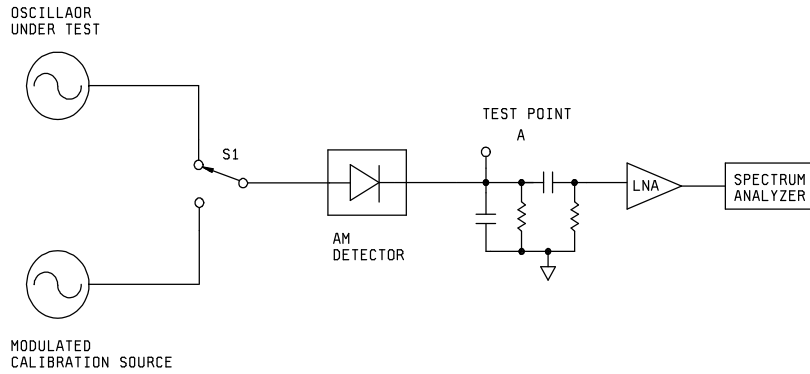 OSCILLAOR
UNDER TEST
TEST POINT
A
S1
LNA
SPECTRUM
ANALYZER
AM
DETECTOR
MODULATED
CALIBRATION SOURCE